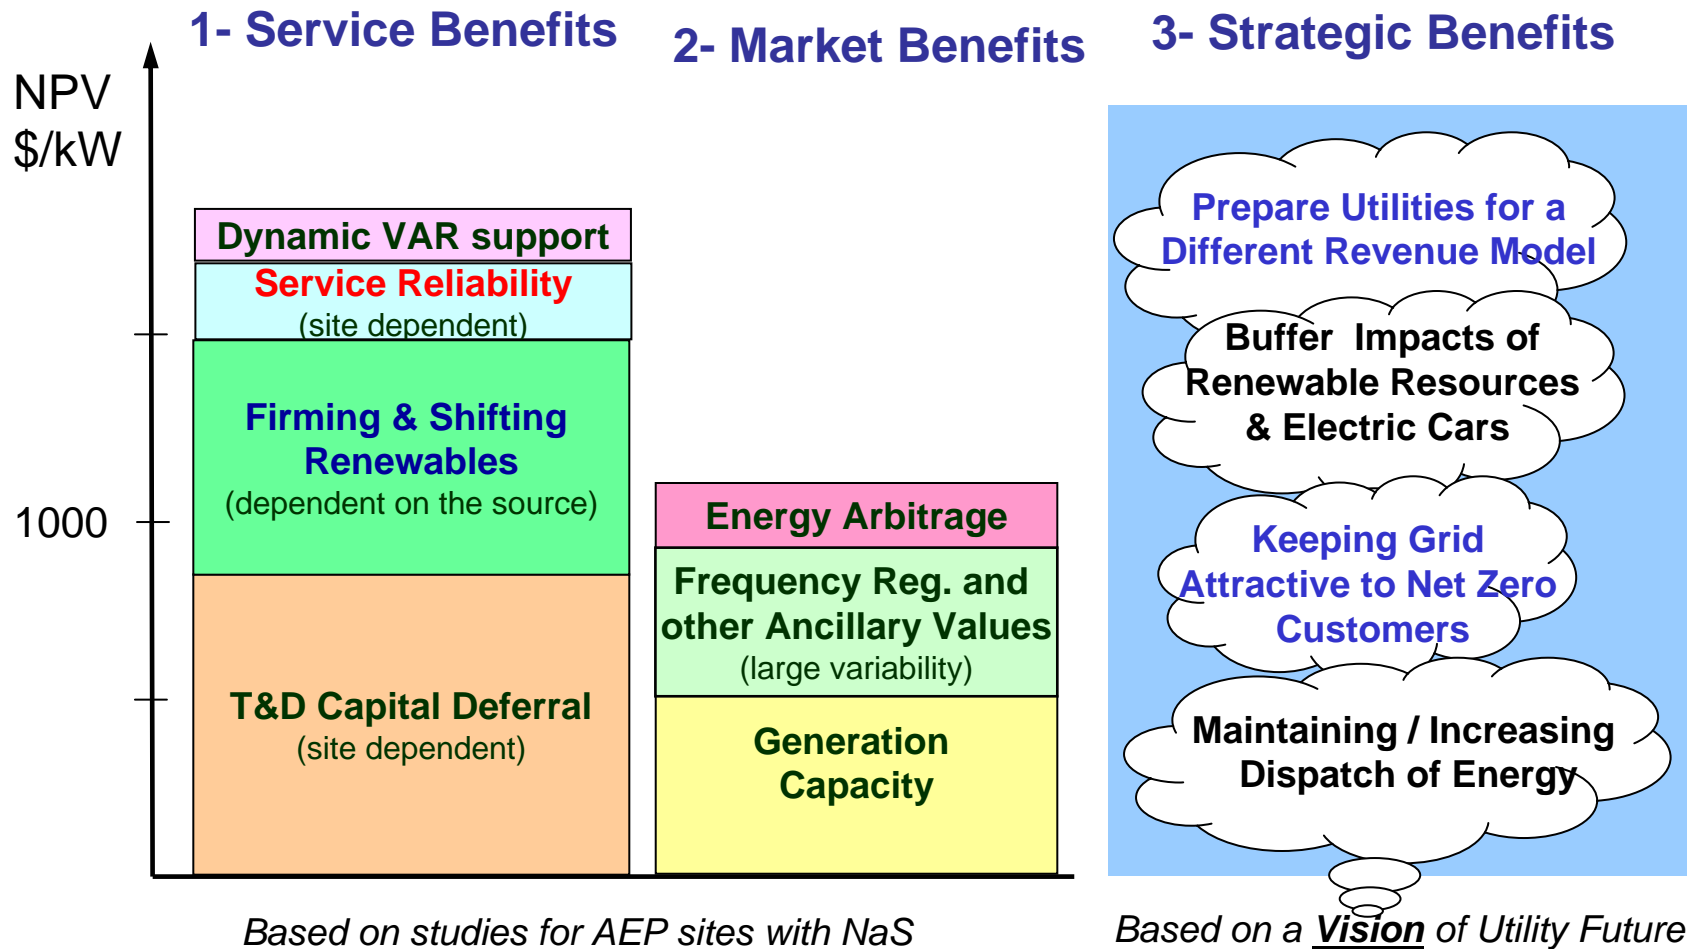 1- Service Benefits
2- Market Benefits
3- Strategic Benefits
NPV
$/kW
1000
Dynamic VAR support
Service Reliability
(site dependent)
Firming & Shifting
Renewables
(dependent on the source)
T&D Capital Deferral
(site dependent)
Energy Arbitrage
Frequency Reg. and
other Ancillary Values
(large variability)
Generation
Capacity
Prepare Utilities for a
Different Revenue Model
Buffer Impacts of
Renewable Resources
& Electric Cars
Keeping Grid
Attractive to Net Zero
Customers
Maintaining / Increasing
Dispatch of Energy
Based on studies for AEP sites with NaS
Based on a Vision of Utility Future